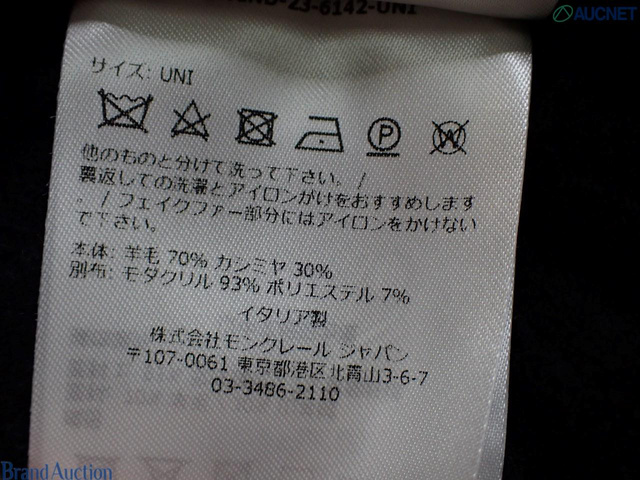 AUCNET
-23-6142-UNI
サイズ: UNI
P
W
他のものと分けて洗って下さい。 /
裏返しての洗濯とアイロンがけをおすすめします
。 / フェイクファー部分にはアイロンをかけない
で下さい。
本体: 羊毛 70% カシミヤ 30%
別布: モダクリル 93% ポリエステル 7%
イタリア製
株式会社モンクレール ジャパン
〒107-0061 東京都港区北青山3-6-7
03-3486-2110
Brand Auction